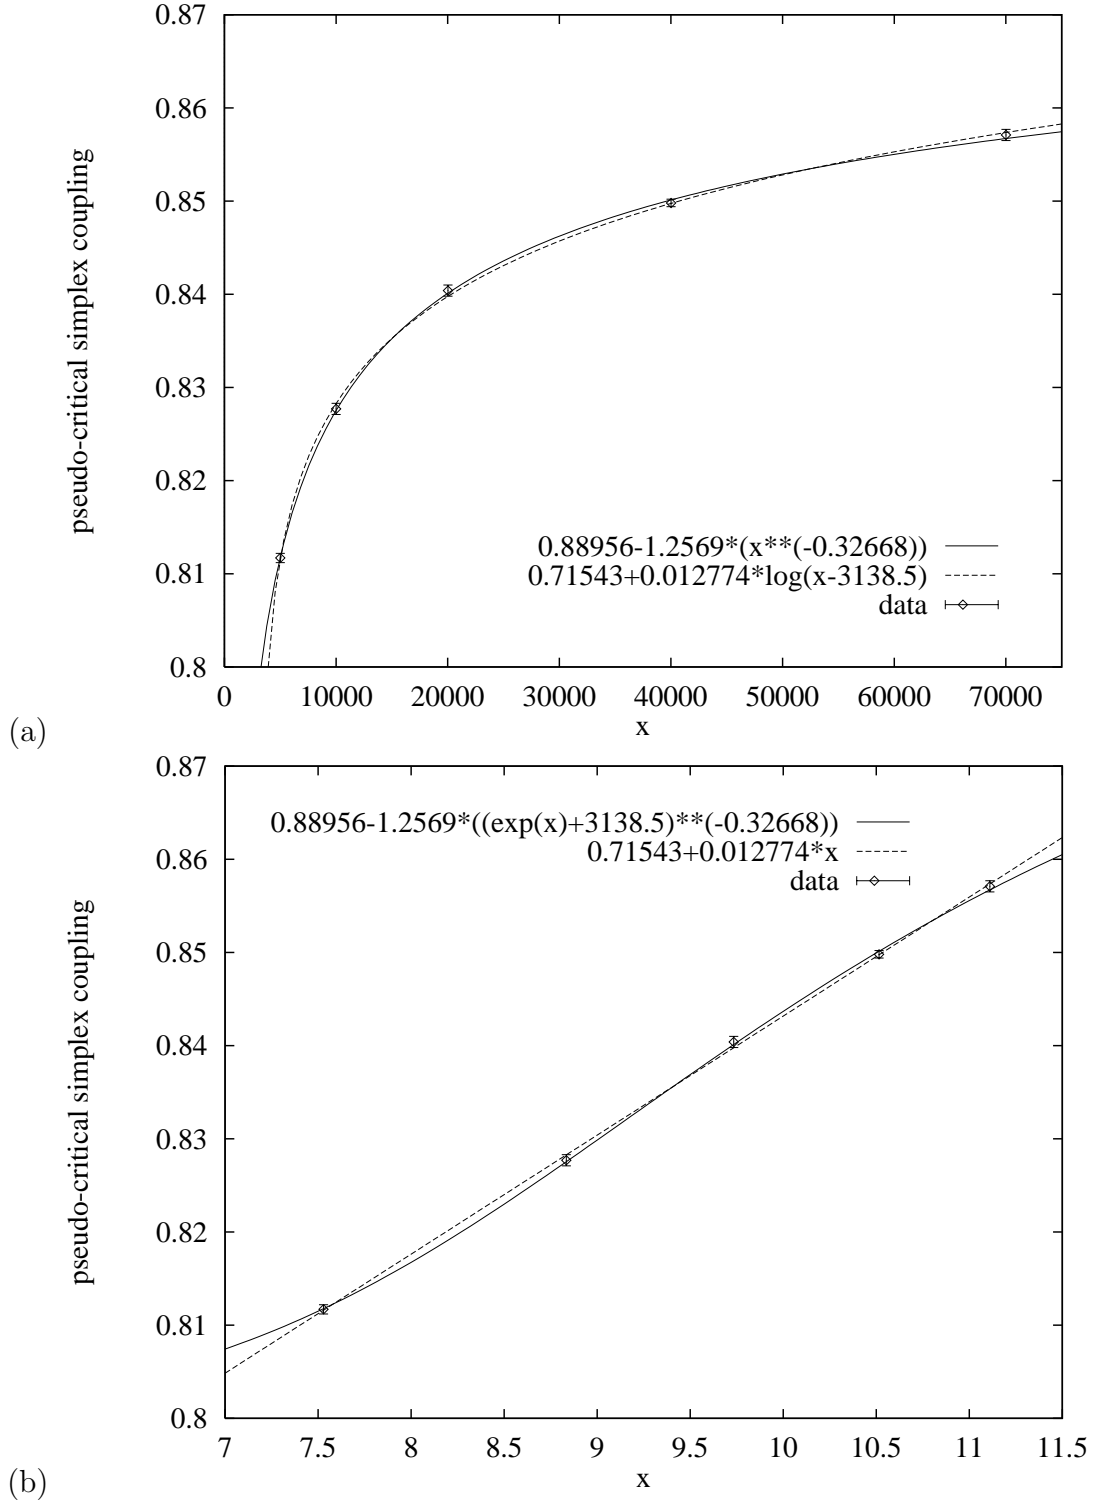 0.87
0.86
0.85
0.84
0.83
0.82
0.81
0.8
pseudo-critical simplex coupling
0.88956-1.2569*(x**(-0.32668))
0.71543+0.012774*log(x-3138.5)
data
0 10000 20000 30000 40000 50000 60000 70000
x
(a)
0.87
0.86
0.85
0.84
0.83
0.82
0.81
0.8
pseudo-critical simplex coupling
0.88956-1.2569*((exp(x)+3138.5)**(-0.32668))
0.71543+0.012774*x
data
7 7.5 8 8.5 9 9.5 10 10.5 11 11.5
x
(b)